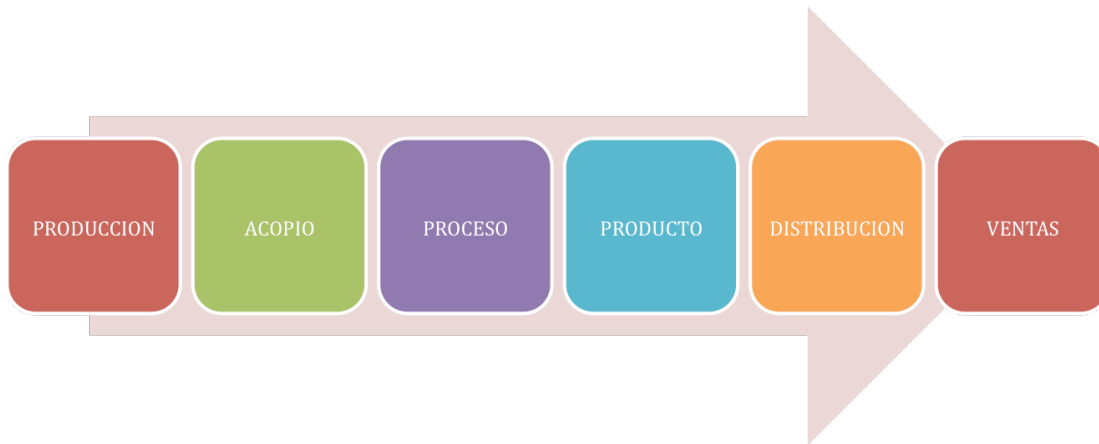 PRODUCCION
ACOPIO
PROCESO
PRODUCTO
DISTRIBUCION
VENTAS